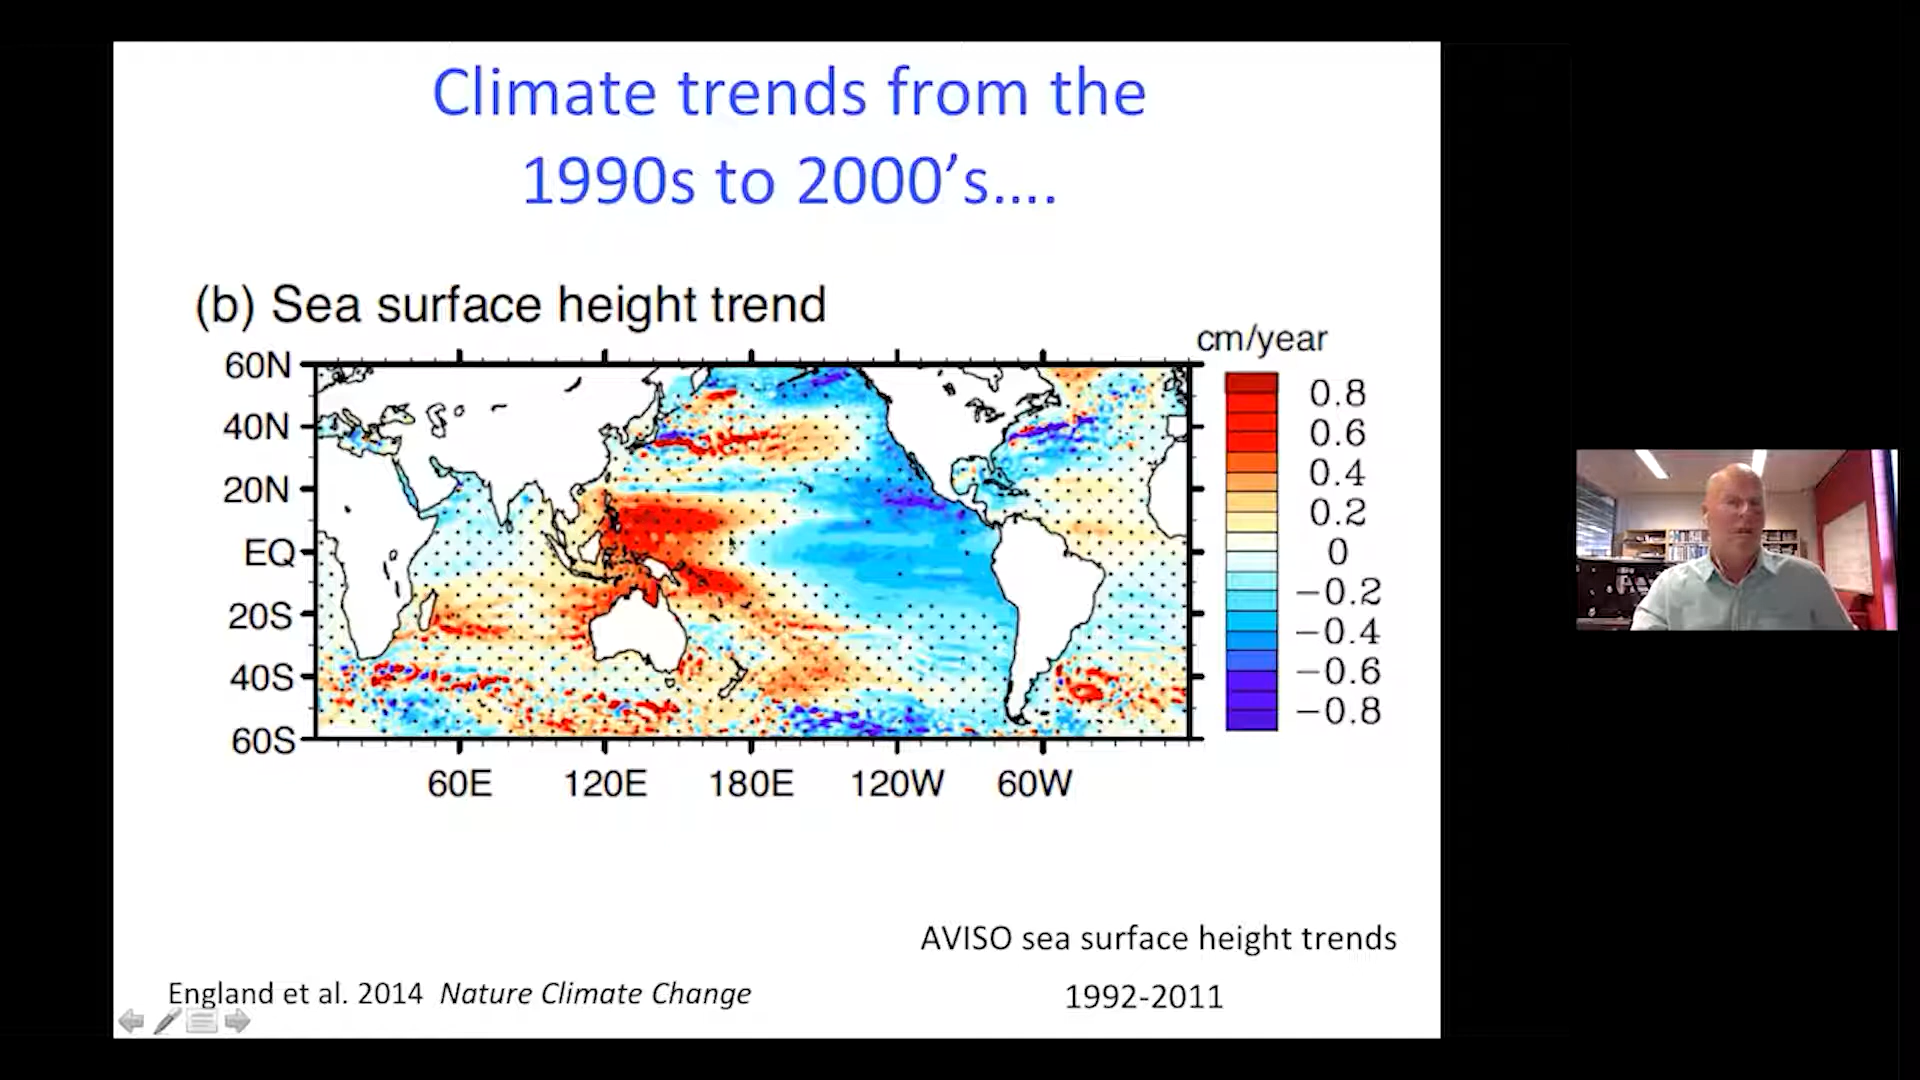 Climate trends from the
1990s to 2000’s....
(b) Sea surface height trend
cm/year
60N
40N
20N
EQ
20S
40S
60S
60E 120E 180E 120W 60W
0.8
0.6
0.4
0.2
0
−0.2
−0.4
−0.6
−0.8
AVISO sea surface height trends
1992-2011
England et al. 2014 Nature Climate Change